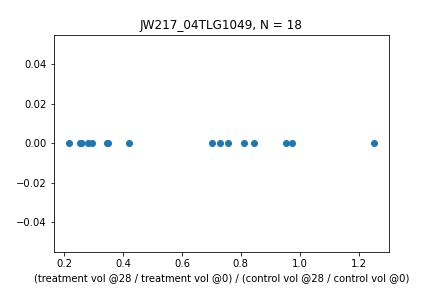 JW217_04TLG1049, N = 18
0.04
0.02
0.00
−0.02
−0.04
0.2 0.4 0.6 0.8 1.0 1.2
(treatment vol @28 / treatment vol @0) / (control vol @28 / control vol @0)